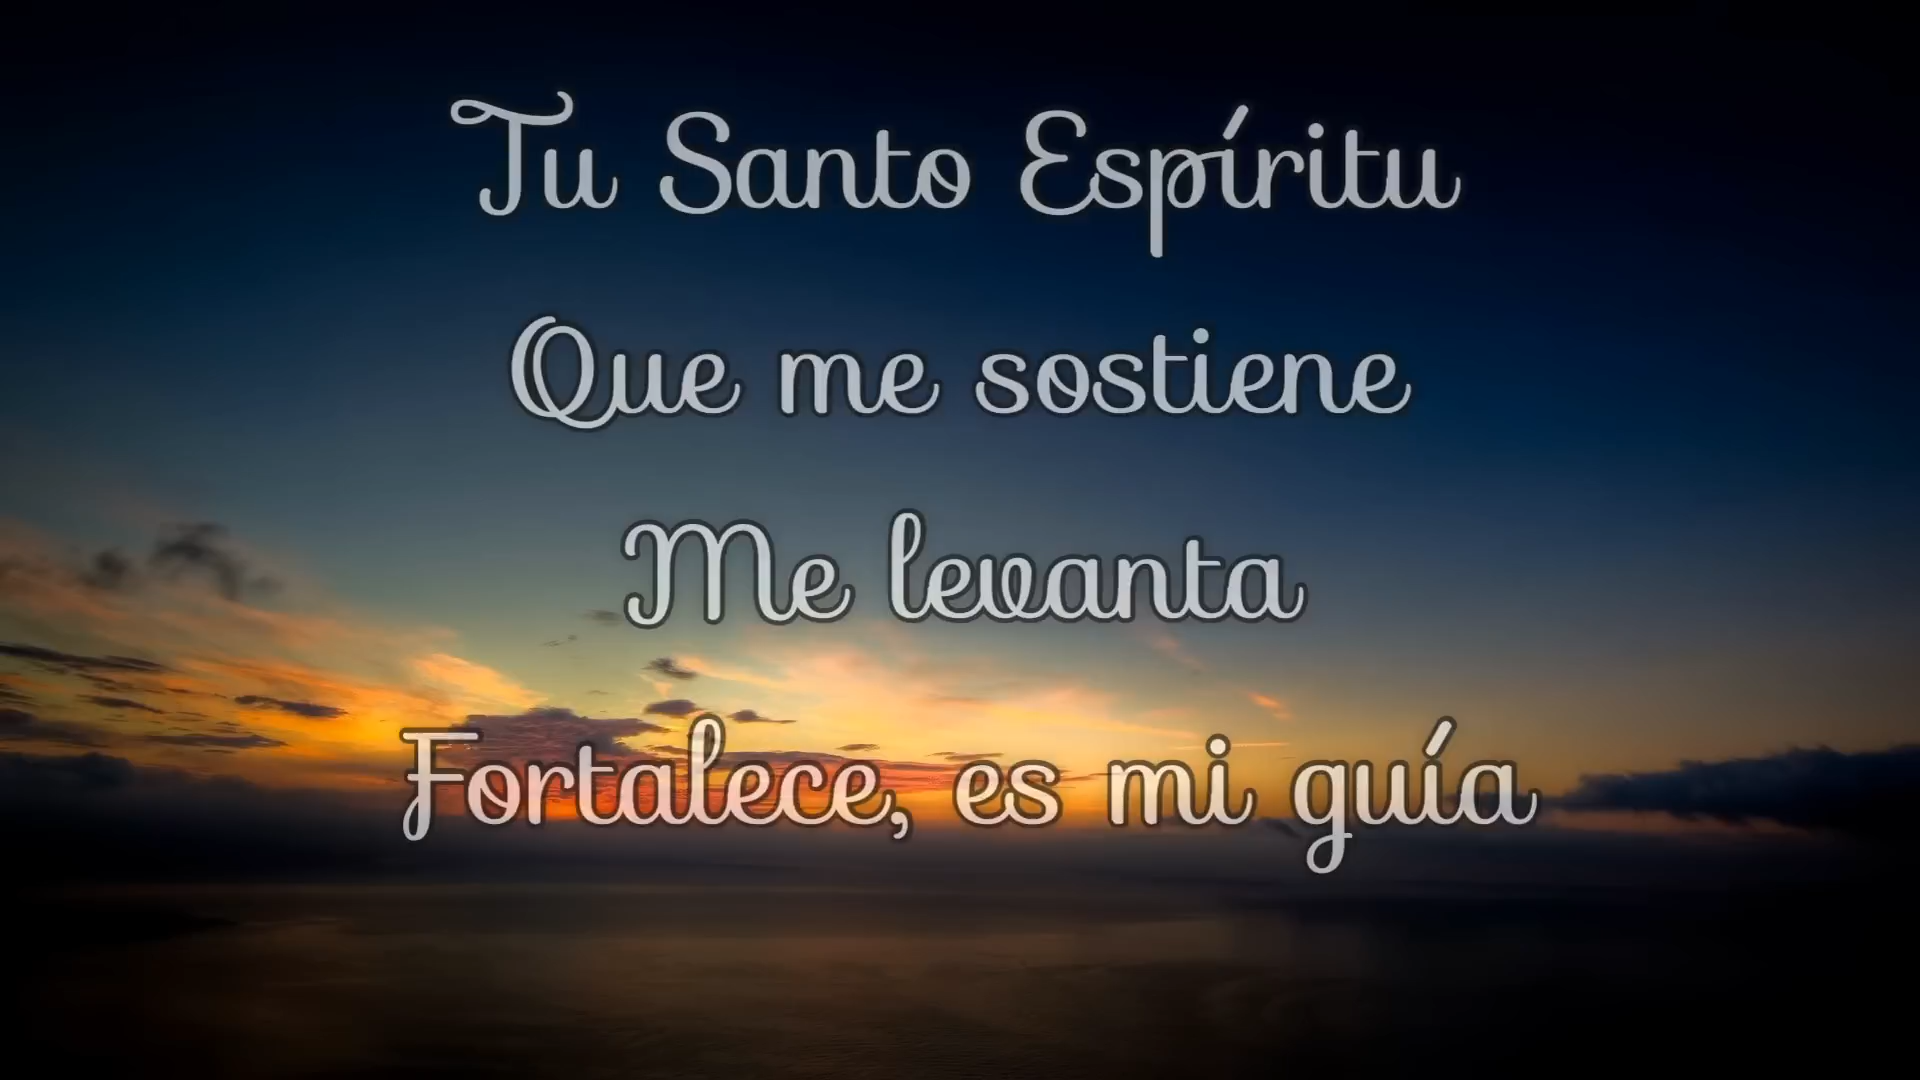 Tu Santo Espíritu
Que me sostiene
Me levanta
Fortalece, es mi guía